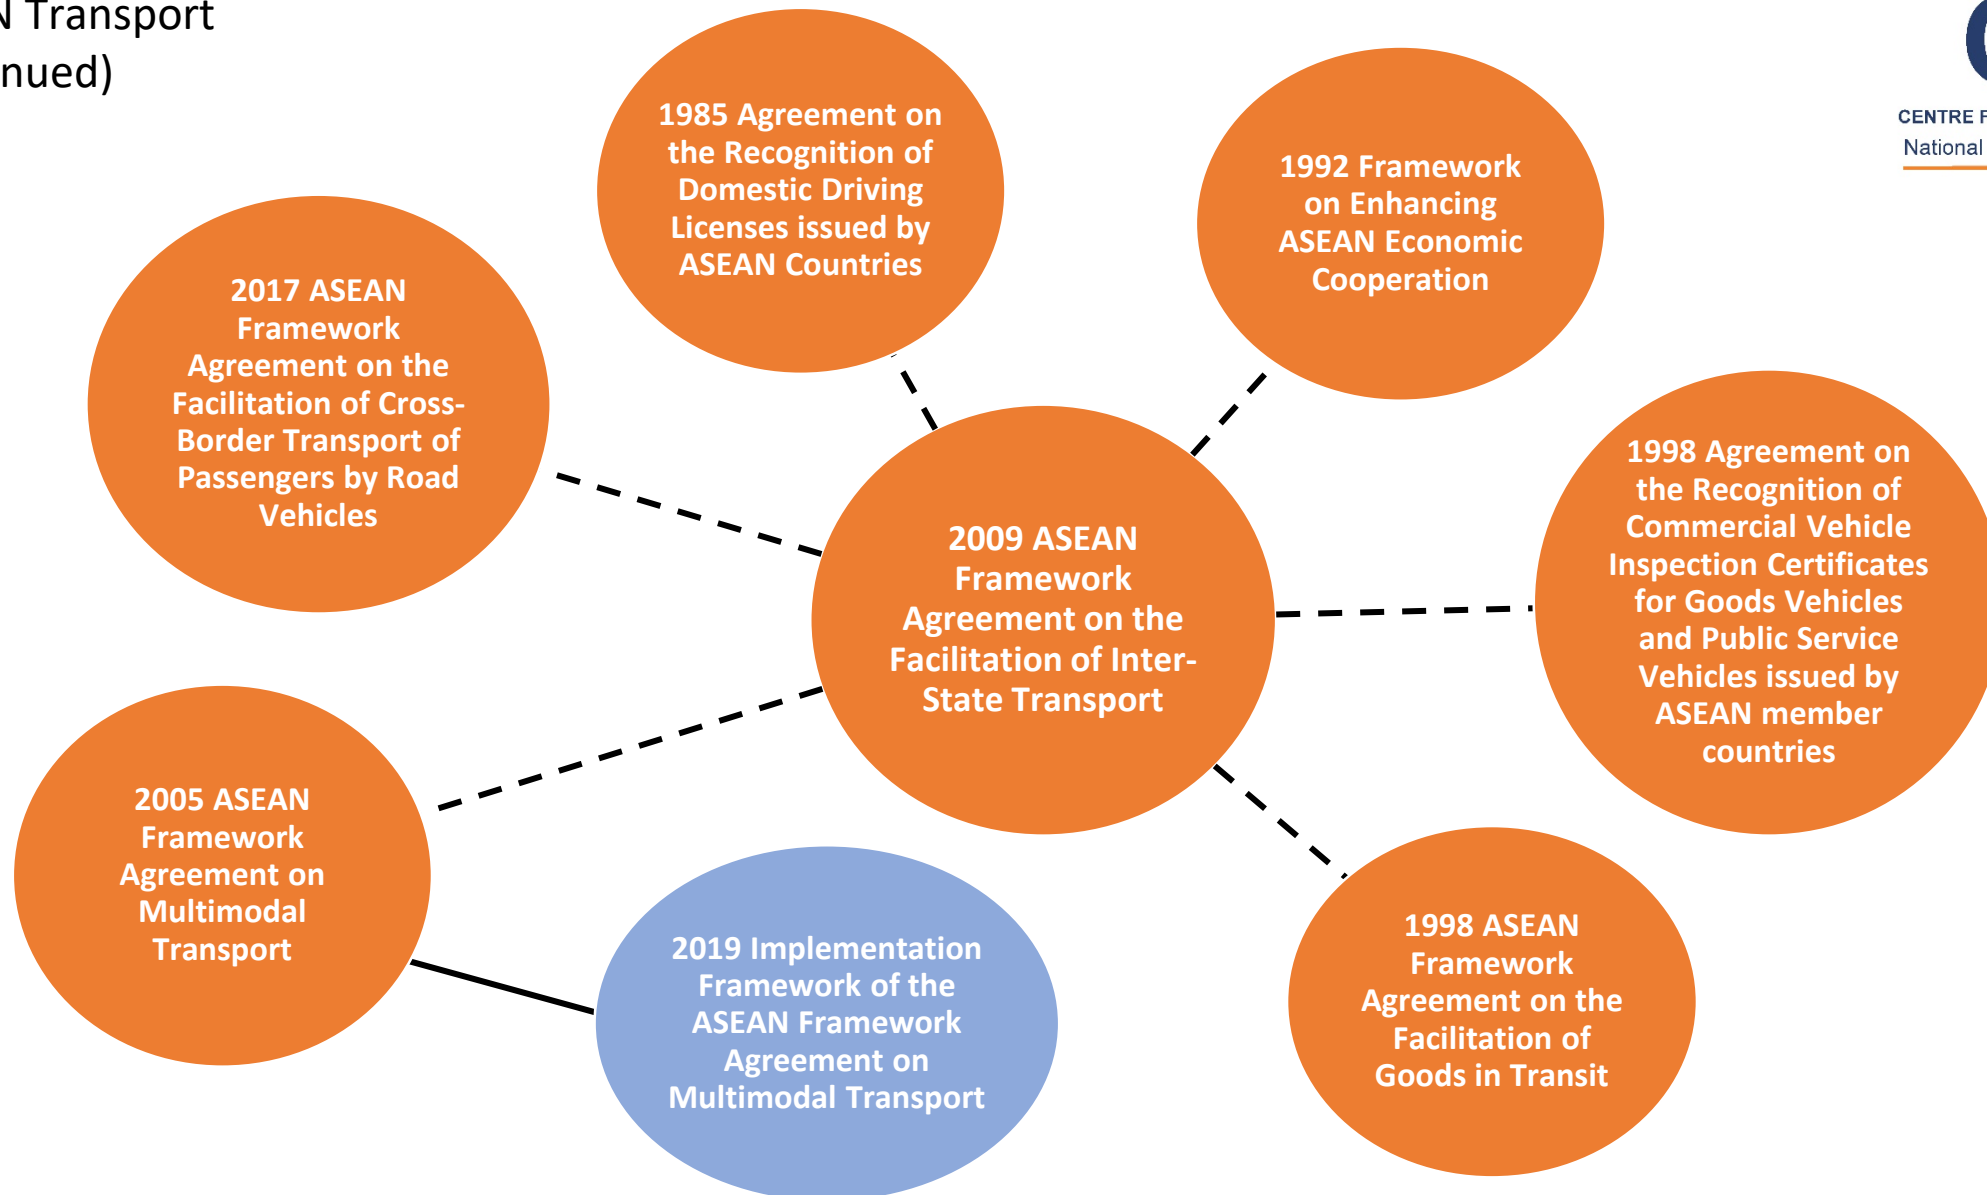 N Transport
nued)
CENTRE F
National
1985 Agreement on
the Recognition of
Domestic Driving
Licenses issued by
ASEAN Countries
1992 Framework
on Enhancing
ASEAN Economic
Cooperation
2017 ASEAN
Framework
Agreement on the
Facilitation of Cross-
Border Transport of
Passengers by Road
Vehicles
1998 Agreement on
the Recognition of
Commercial Vehicle
Inspection Certificates
for Goods Vehicles
and Public Service
Vehicles issued by
ASEAN member
countries
2009 ASEAN
Framework
Agreement on the
Facilitation of Inter-
State Transport
2005 ASEAN
Framework
Agreement on
Multimodal
Transport
2019 Implementation
Framework of the
ASEAN Framework
Agreement on
Multimodal Transport
1998 ASEAN
Framework
Agreement on the
Facilitation of
Goods in Transit